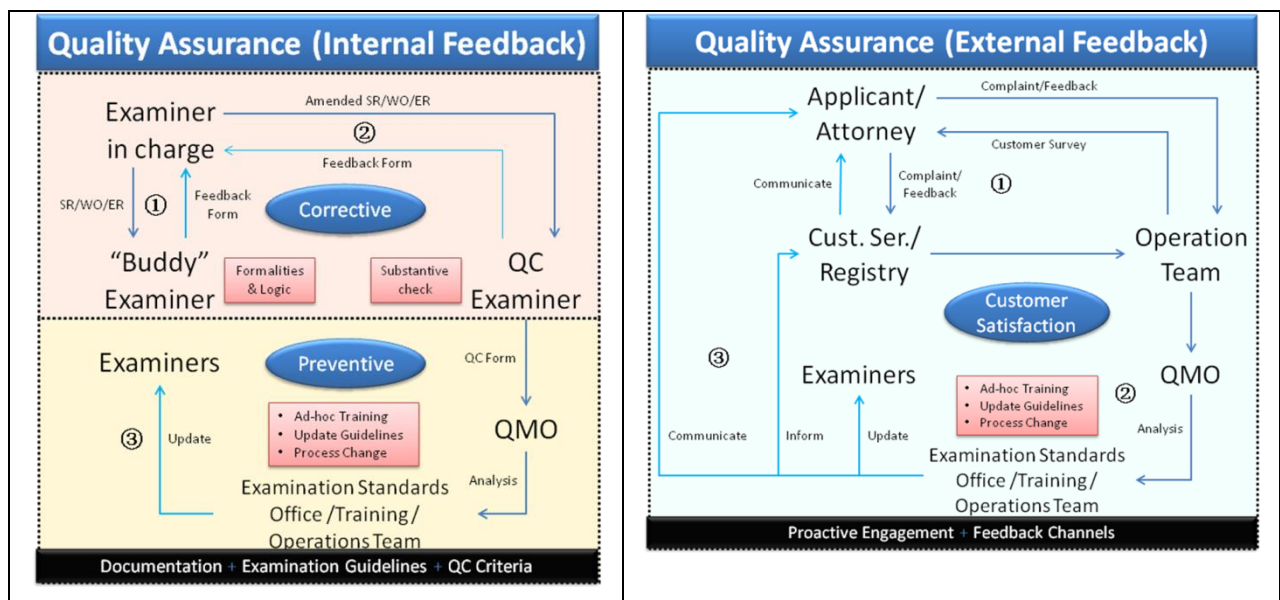 Quality Assurance (Internal Feedback)
Examiner
in charge
Amended SR/WO/ER
②
Feedback Form
SR/WO/ER
①
Feedback
Form
Corrective
“Buddy”
Examiner
Formalities
& Logic
Substantive
check
QC
Examiner
Examiners
Preventive
QC Form
③
Update
• Ad-hoc Training
• Update Guidelines
• Process Change
QMO
Analysis
Examination Standards
Office /Training /
Operations Team
Documentation + Examination Guidelines + QC Criteria
Quality Assurance (External Feedback)
Applicant/
Attorney
Complaint/Feedback
Customer Survey
Communicate
Complaint/
Feedback
①
Cust. Ser./
Registry
Operation
Team
Customer
Satisfaction
③
Examiners
• Ad-hoc Training
• Update Guidelines
• Process Change
②
QMO
Communicate
Inform
Update
Analysis
Examination Standards
Office /Training /
Operations Team
Proactive Engagement + Feedback Channels